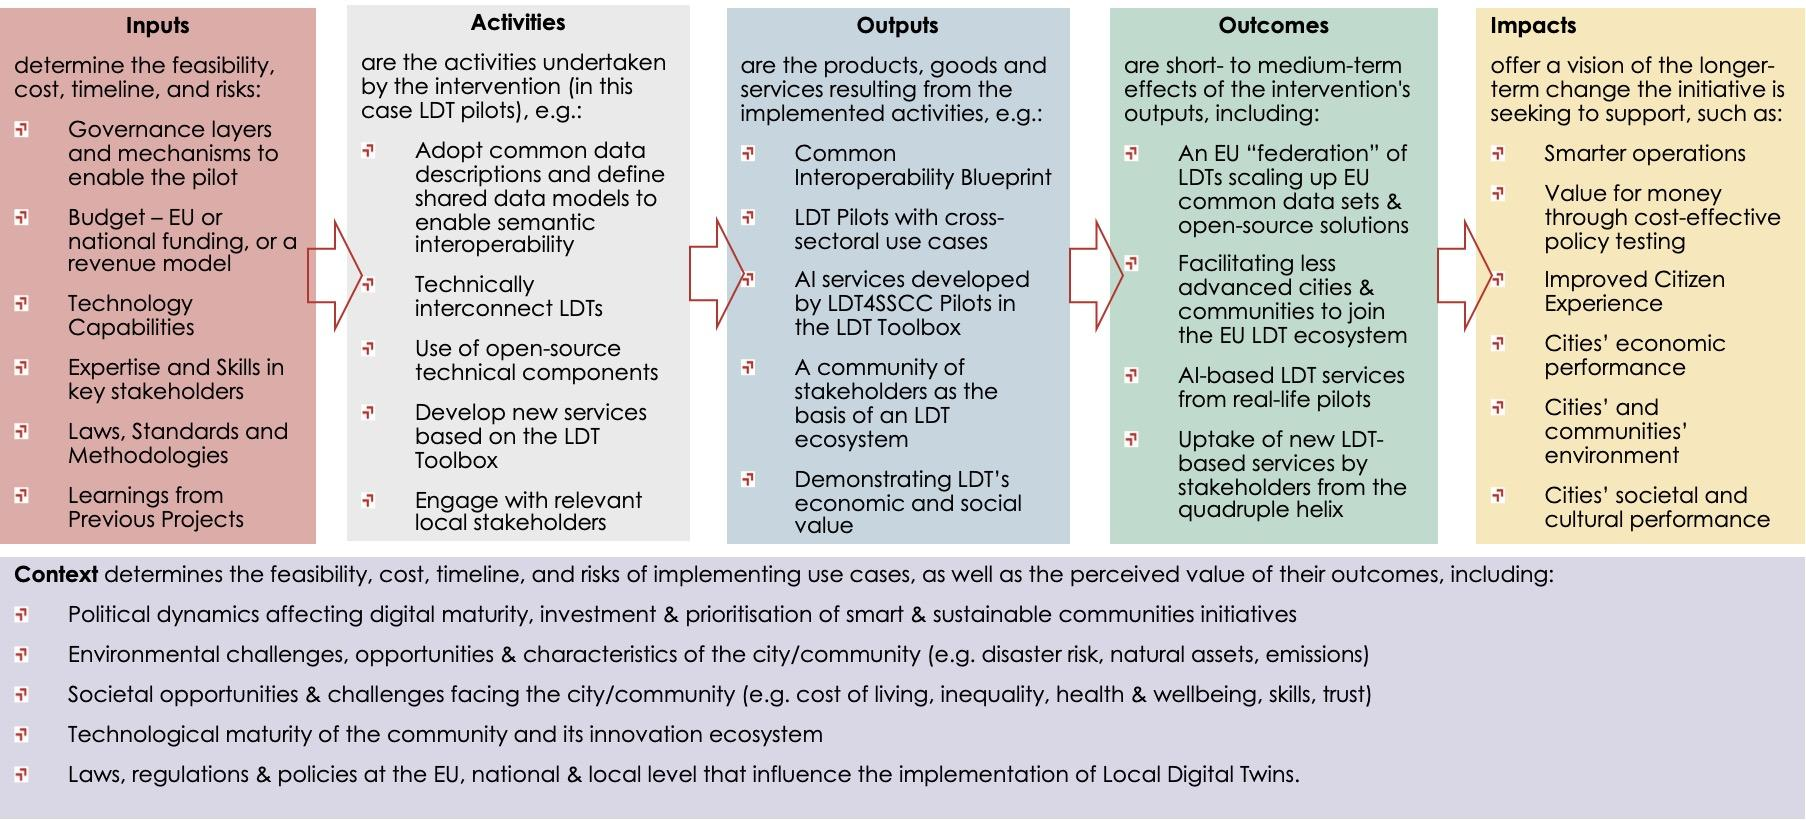 Inputs
determine the feasibility,
cost, timeline, and risks:
Governance layers
and mechanisms to
enable the pilot
Budget – EU or
national funding, or a
revenue model
Technology
Capabilities
Expertise and Skills in
key stakeholders
Laws, Standards and
Methodologies
Learnings from
Previous Projects
Activities
are the activities undertaken
by the intervention (in this
case LDT pilots), e.g.:
Adopt common data
descriptions and define
shared data models to
enable semantic
interoperability
Technically
interconnect LDTs
Use of open-source
technical components
Develop new services
based on the LDT
Toolbox
Engage with relevant
local stakeholders
Outputs
are the products, goods and
services resulting from the
implemented activities, e.g.:
Common
Interoperability Blueprint
LDT Pilots with cross-
sectoral use cases
AI services developed
by LDT4SSCC Pilots in
the LDT Toolbox
A community of
stakeholders as the
basis of an LDT
ecosystem
Demonstrating LDT’s
economic and social
value
Outcomes
are short- to medium-term
effects of the intervention's
outputs, including:
An EU “federation” of
LDTs scaling up EU
common data sets &
open-source solutions
Facilitating less
advanced cities &
communities to join
the EU LDT ecosystem
AI-based LDT services
from real-life pilots
Uptake of new LDT-
based services by
stakeholders from the
quadruple helix
Impacts
offer a vision of the longer-
term change the initiative is
seeking to support, such as:
Smarter operations
Value for money
through cost-effective
policy testing
Improved Citizen
Experience
Cities’ economic
performance
Cities’ and
communities’
environment
Cities’ societal and
cultural performance
Context determines the feasibility, cost, timeline, and risks of implementing use cases, as well as the perceived value of their outcomes, including:
Political dynamics affecting digital maturity, investment & prioritisation of smart & sustainable communities initiatives
Environmental challenges, opportunities & characteristics of the city/community (e.g. disaster risk, natural assets, emissions)
Societal opportunities & challenges facing the city/community (e.g. cost of living, inequality, health & wellbeing, skills, trust)
Technological maturity of the community and its innovation ecosystem
Laws, regulations & policies at the EU, national & local level that influence the implementation of Local Digital Twins.